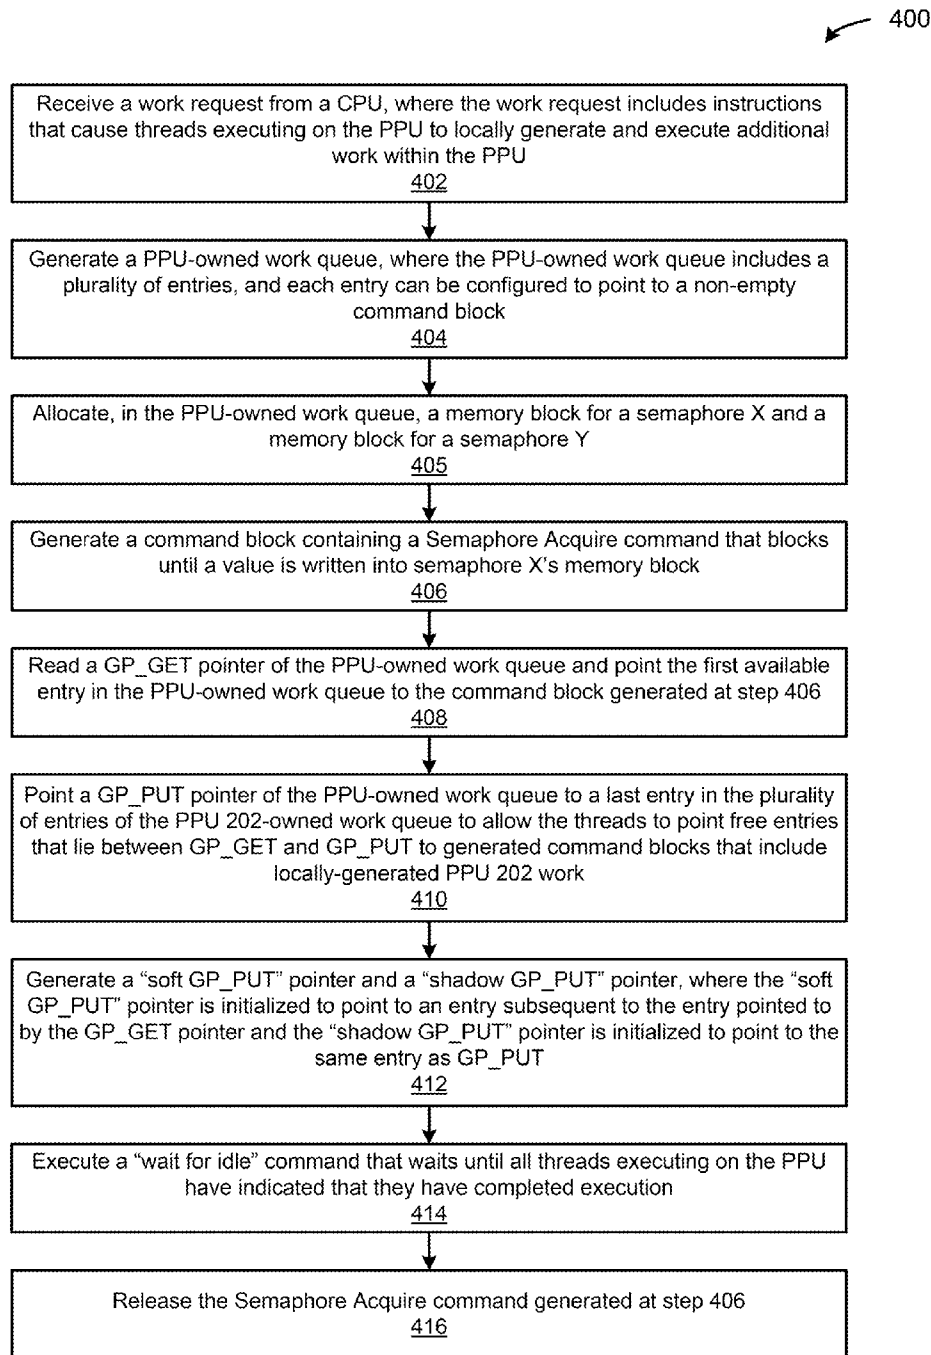 400
Receive a work request from a CPU, where the work request includes instructions
that cause threads executing on the PPU to locally generate and execute additional
work within the PPU
402
Generate a PPU-owned work queue, where the PPU-owned work queue includes a
plurality of entries, and each entry can be configured to point to a non-empty
command block
404
Allocate, in the PPU-owned work queue, a memory block for a semaphore X and a
memory block for a semaphore Y
405
Generate a command block containing a Semaphore Acquire command that blocks
until a value is written into semaphore X's memory block
406
Read a GP_GET pointer of the PPU-owned work queue and point the first available
entry in the PPU-owned work queue to the command block generated at step 406
408
Point a GP_PUT pointer of the PPU-owned work queue to a last entry in the plurality
of entries of the PPU 202-owned work queue to allow the threads to point free entries
that lie between GP_GET and GP_PUT to generated command blocks that include
locally-generated PPU 202 work
410
Generate a “soft GP_PUT” pointer and a “shadow GP_PUT” pointer, where the “soft
GP_PUT” pointer is initialized to point to an entry subsequent to the entry pointed to
by the GP_GET pointer and the “shadow GP_PUT” pointer is initialized to point to the
same entry as GP_PUT
412
Execute a “wait for idle” command that waits until all threads executing on the PPU
have indicated that they have completed execution
414
Release the Semaphore Acquire command generated at step 406
416